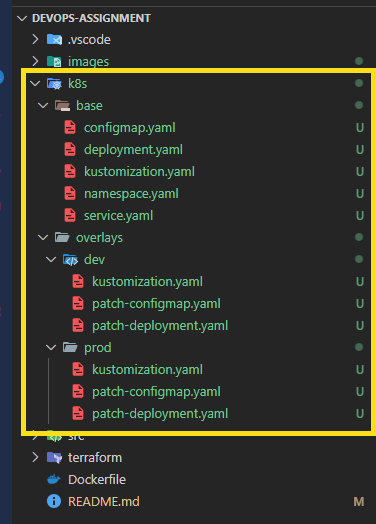 DEVOPS-ASSIGNMENT
.vscode
images
k8s
base
configmap.yaml U
deployment.yaml U
kustomization.yaml U
namespace.yaml U
service.yaml U
overlays
dev
kustomization.yaml U
patch-configmap.yaml U
patch-deployment.yaml U
prod
kustomization.yaml U
patch-configmap.yaml U
patch-deployment.yaml U
src
terraform
Dockerfile
README.md M